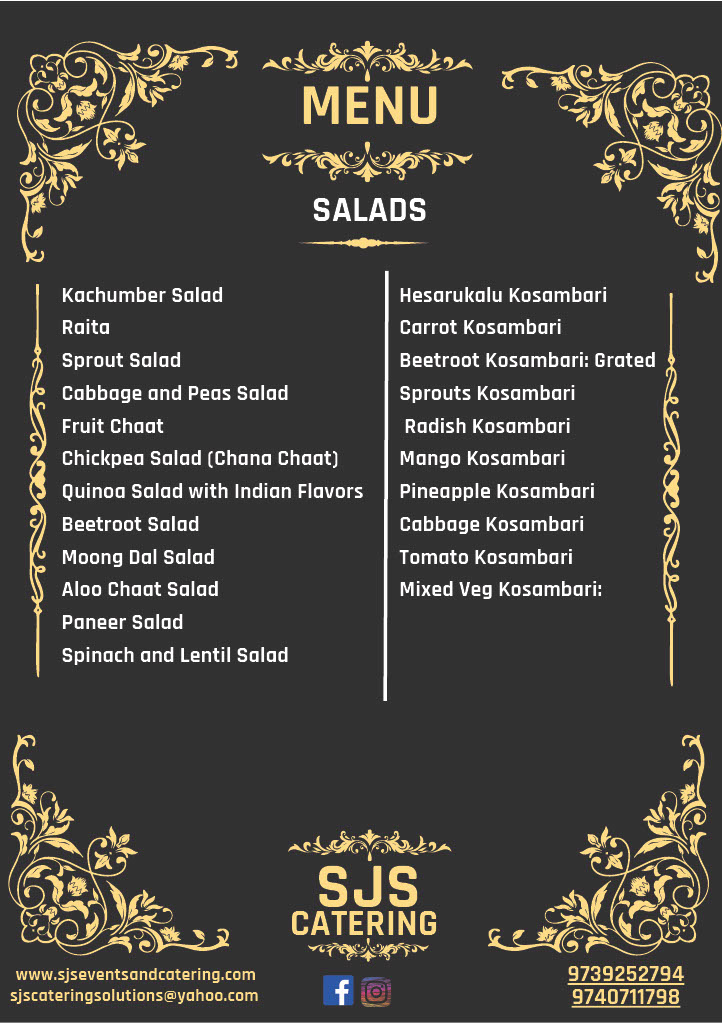 MENU
SALADS
Kachumber Salad
Raita
Sprout Salad
Cabbage and Peas Salad
Fruit Chaat
Chickpea Salad (Chana Chaat)
Quinoa Salad with Indian Flavors
Beetroot Salad
Moong Dal Salad
Aloo Chaat Salad
Paneer Salad
Spinach and Lentil Salad
Hesarukalu Kosambari
Carrot Kosambari
Beetroot Kosambari: Grated
Sprouts Kosambari
Radish Kosambari
Mango Kosambari
Pineapple Kosambari
Cabbage Kosambari
Tomato Kosambari
Mixed Veg Kosambari:
SJS
CATERING
www.sjseventsandcatering.com
sjscateringsolutions@yahoo.com
9739252794
9740711798